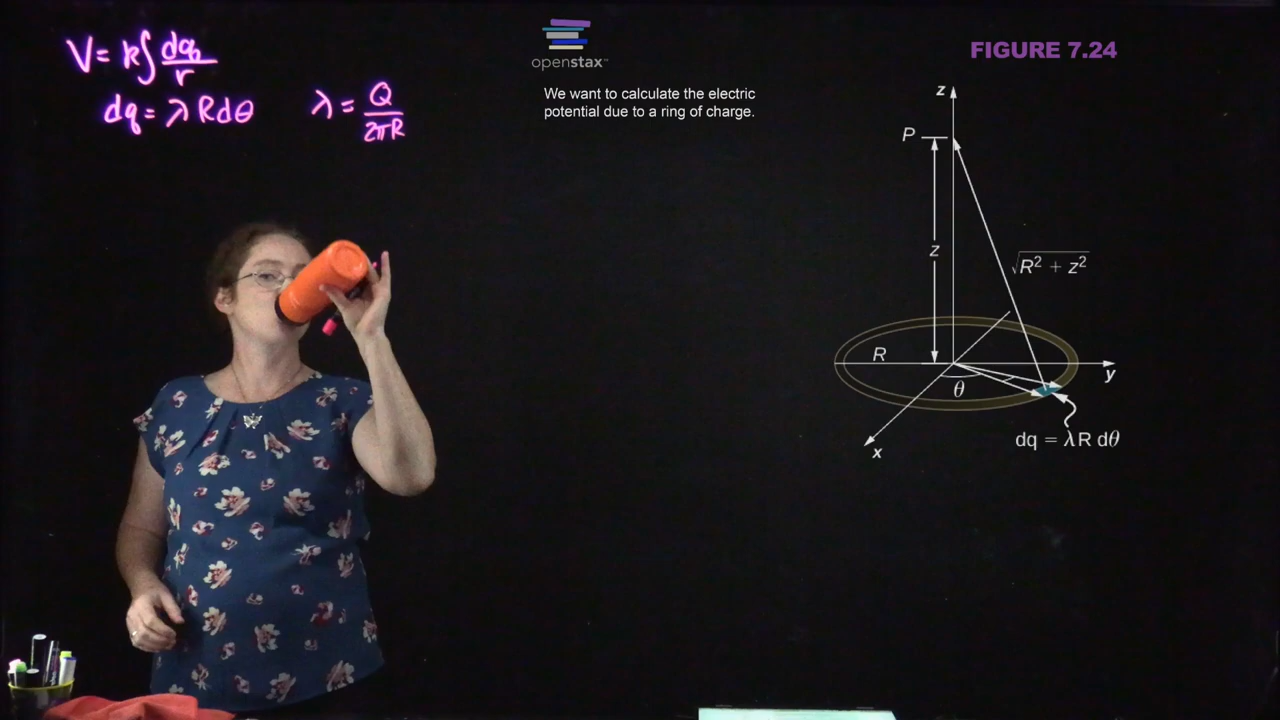 V = k∫ dq/r
dq = λ R dθ
λ = Q/2πR
openstax™
We want to calculate the electric
potential due to a ring of charge.
FIGURE 7.24
z
P
z
√R² + z²
R
θ
y
x
dq = λR dθ